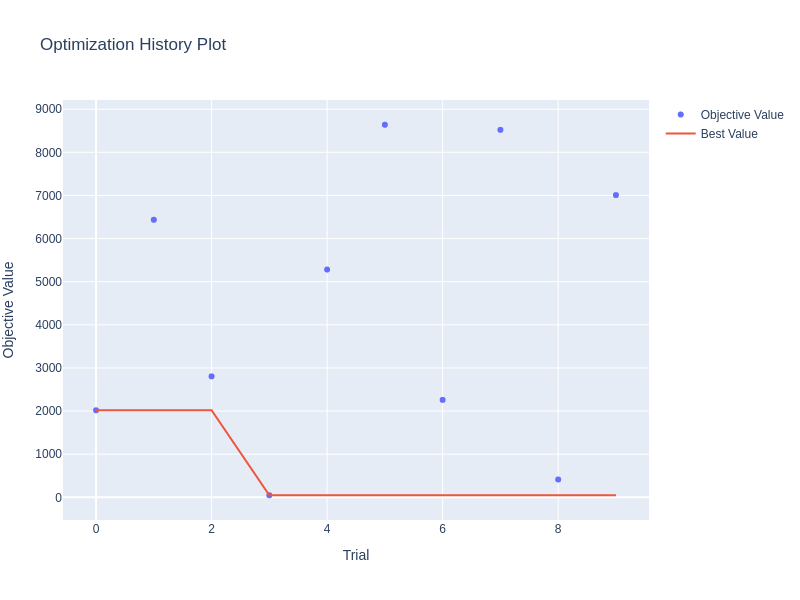 Optimization History Plot
Objective Value
9000
8000
7000
6000
5000
4000
3000
2000
1000
0
0 2 4 6 8
Trial
Objective Value
Best Value